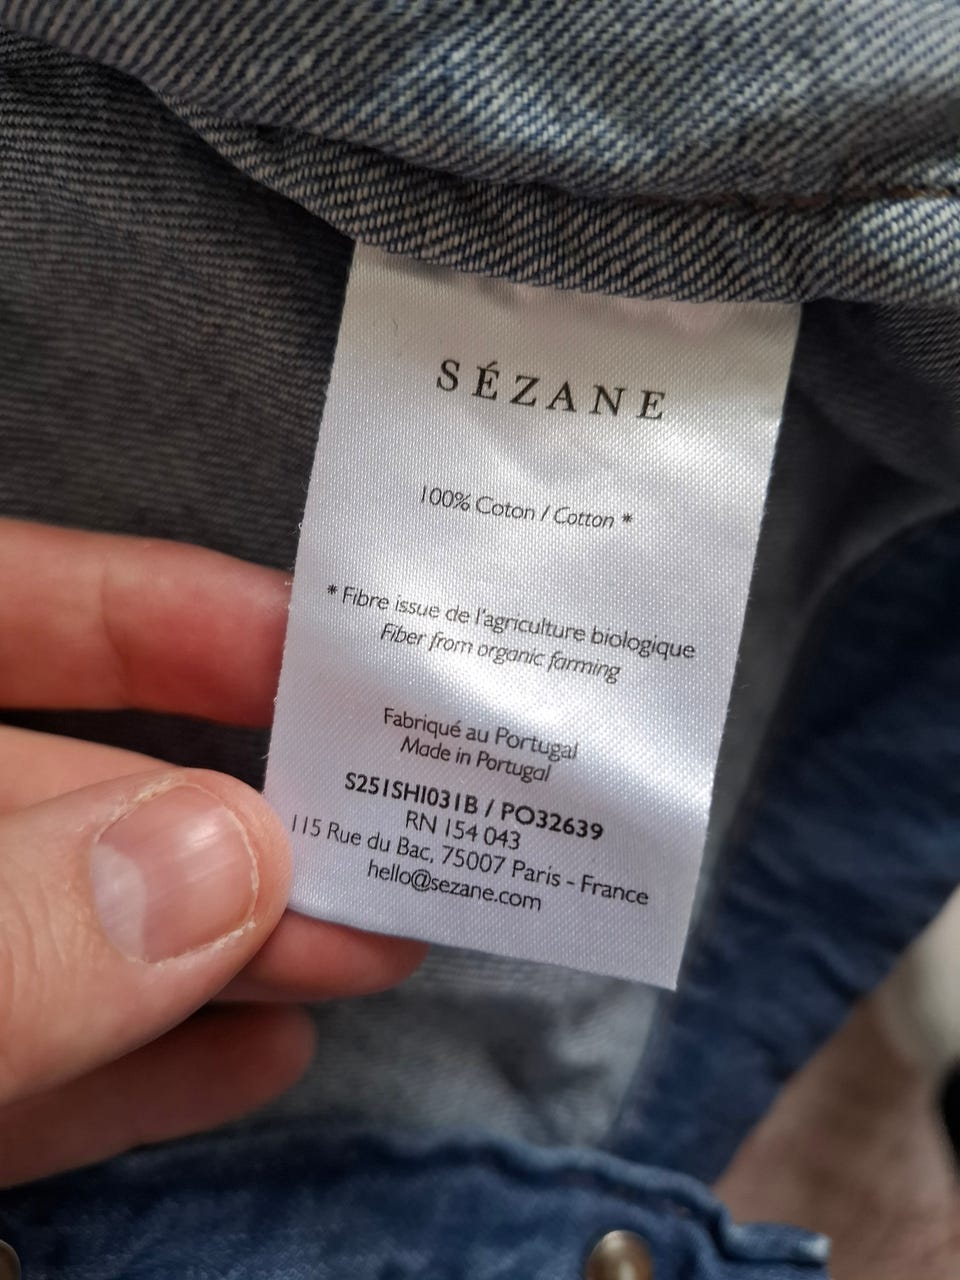 SÉZANE
100% Coton / Cotton *
* Fibre issue de l'agriculture biologique
Fiber from organic farming
Fabriqué au Portugal
Made in Portugal
S251SHI031B / PO32639
RN 154 043
115 Rue du Bac, 75007 Paris - France
hello@sezane.com